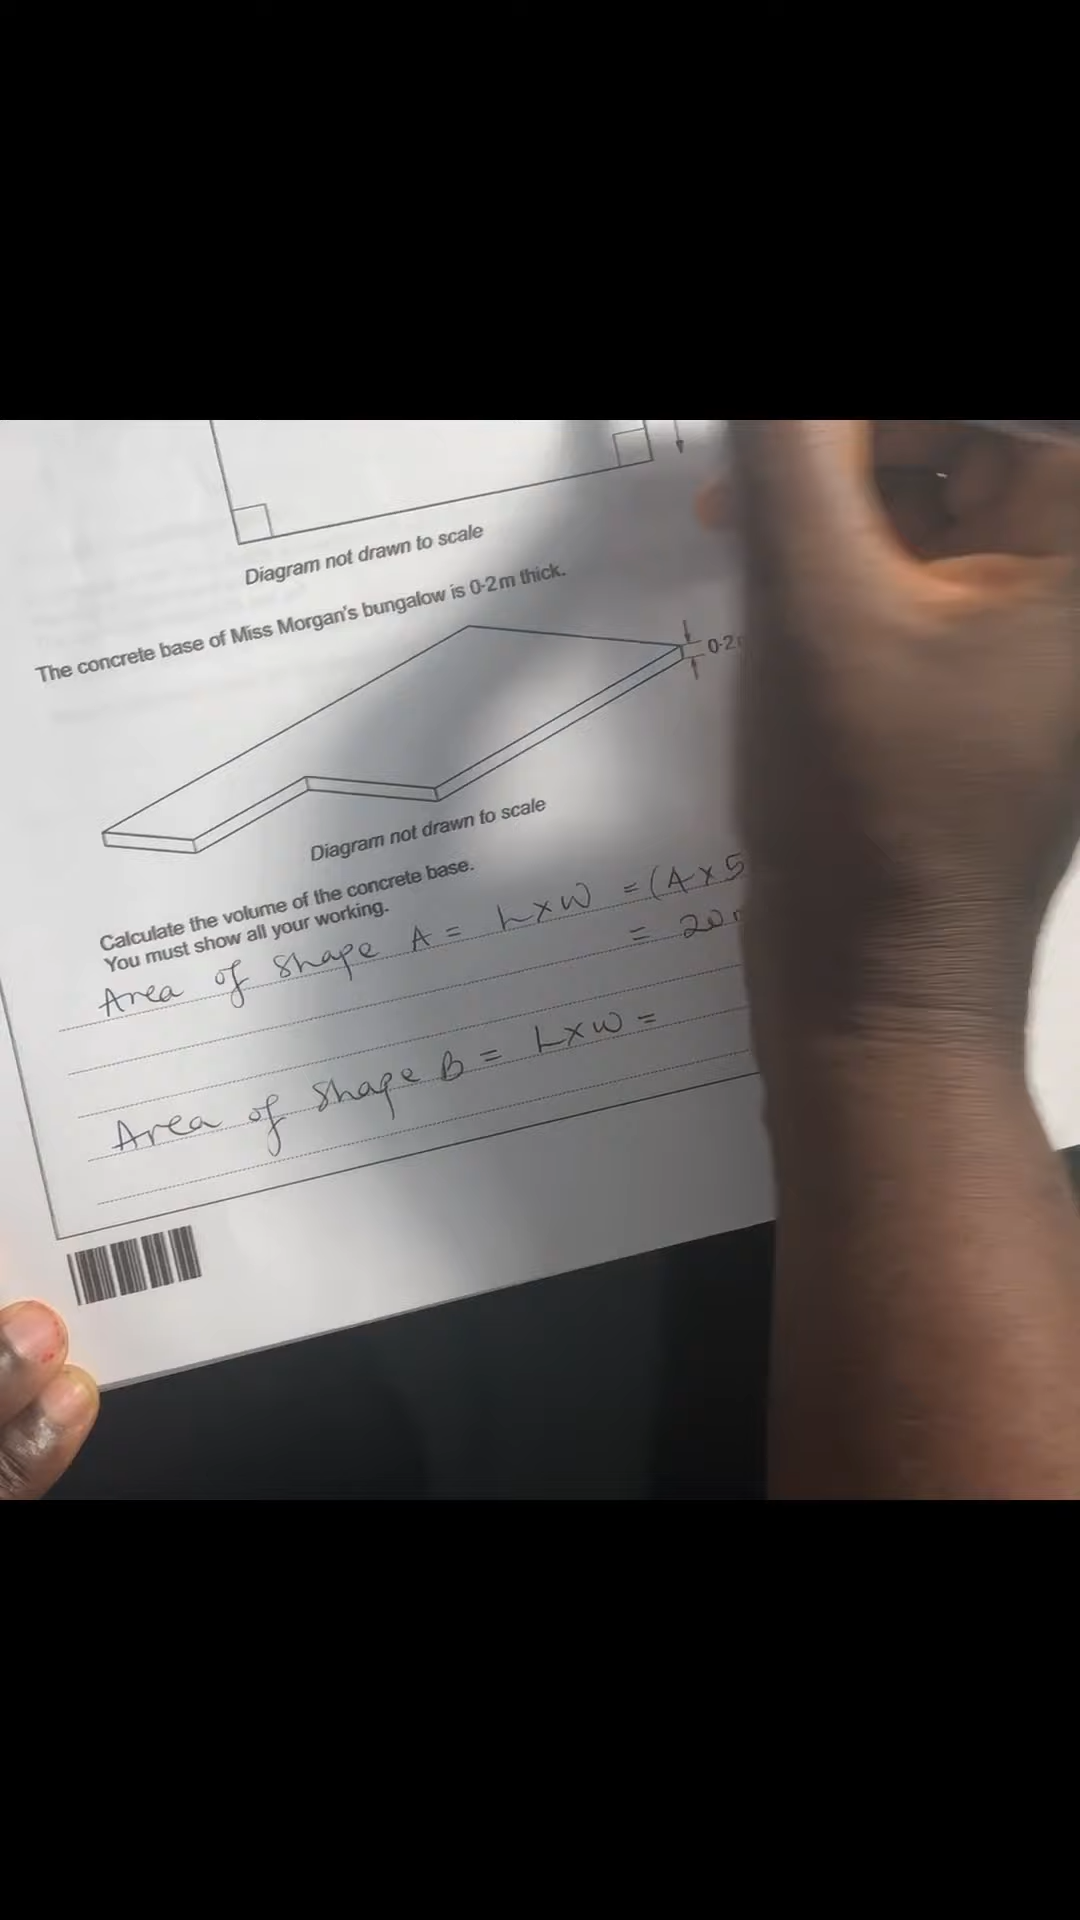 Diagram not drawn to scale
The concrete base of Miss Morgan's bungalow is 0·2 m thick.
0·2
Diagram not drawn to scale
Calculate the volume of the concrete base.
You must show all your working.
Area of Shape A = L x W = (4 x 5
= 20
Area of Shape B = L x W =